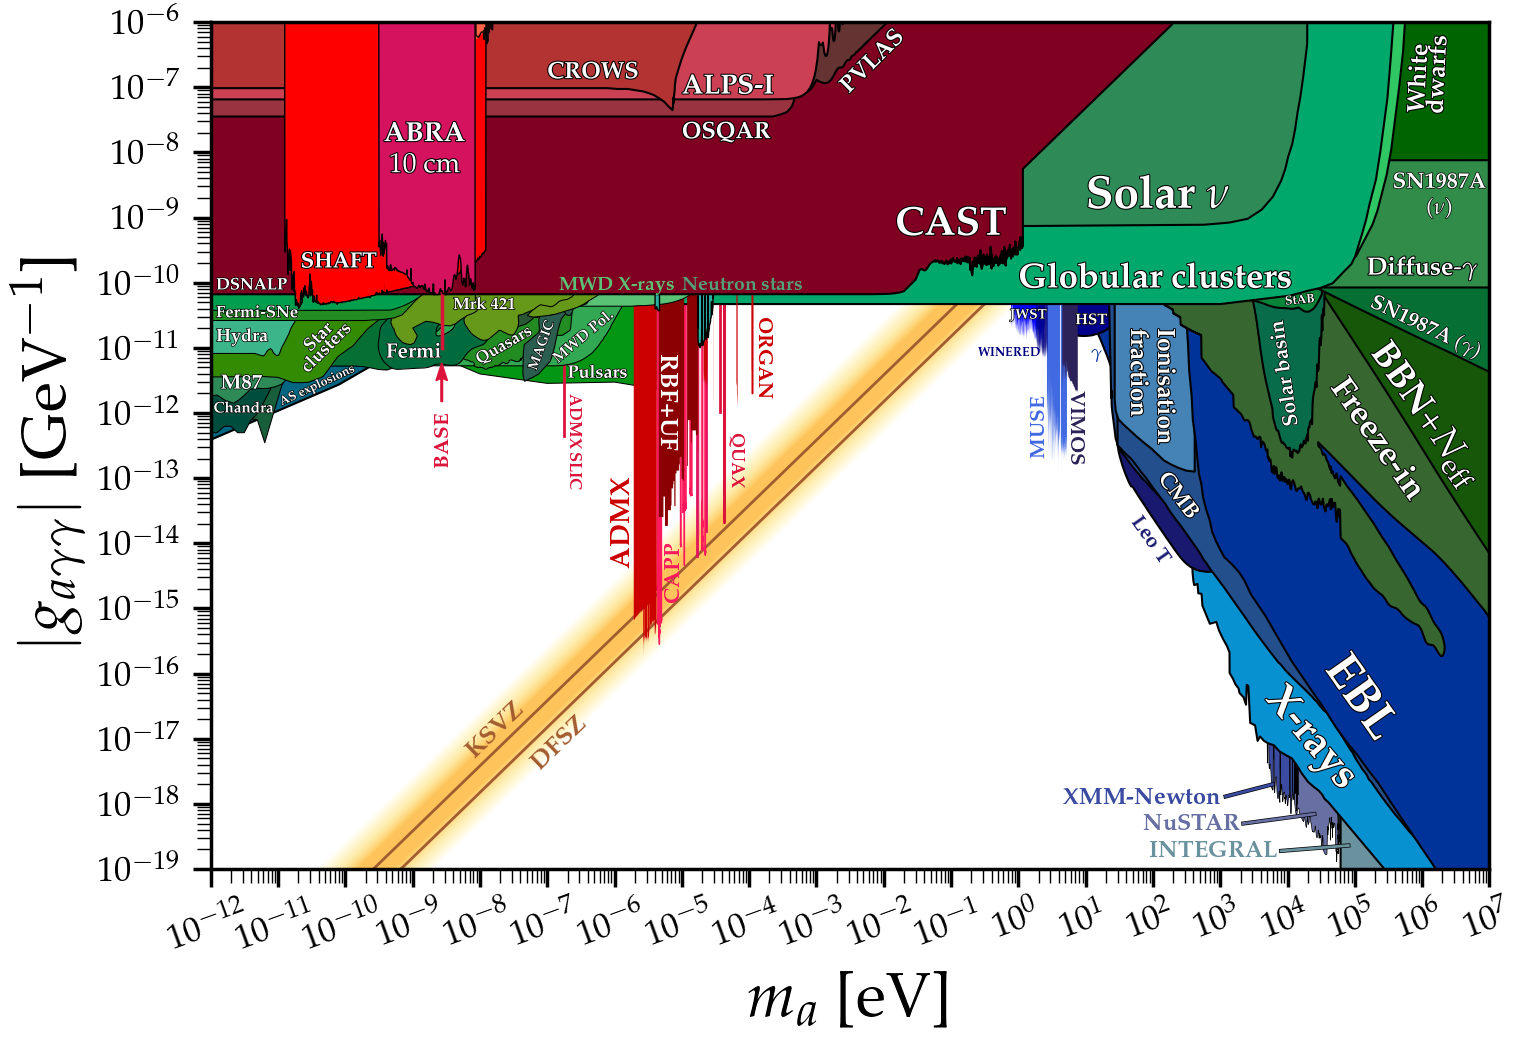 |g_{aγγ}| [GeV⁻¹]
10⁻⁶
10⁻⁷
10⁻⁸
10⁻⁹
10⁻¹⁰
10⁻¹¹
10⁻¹²
10⁻¹³
10⁻¹⁴
10⁻¹⁵
10⁻¹⁶
10⁻¹⁷
10⁻¹⁸
10⁻¹⁹
CROWS
ALPS-I
PVLAS
OSQAR
ABRA
10 cm
SHAFT
DSNALP
CAST
Solar ν
Globular clusters
White
dwarfs
SN1987A
(ν)
Diffuse-γ
MWD X-rays
Neutron stars
Fermi-SNe
Hydra
Star
clusters
M87
Chandra
AS explosions
Fermi
Mrk 421
Quasars
MAGIC
MWD Pol.
Pulsars
BASE
ADMX SLIC
ADMX
RBF+UF
CAPP
QUAX
ORGAN
KSVZ
DFSZ
JWST
WINERED
MUSE
VIMOS
HST
γ
Ionisation
fraction
CMB
Leo T
StAB
Solar basin
SN1987A (γ)
BBN+N_{eff}
Freeze-in
EBL
X-rays
XMM-Newton
NuSTAR
INTEGRAL
10⁻¹² 10⁻¹¹ 10⁻¹⁰ 10⁻⁹ 10⁻⁸ 10⁻⁷ 10⁻⁶ 10⁻⁵ 10⁻⁴ 10⁻³ 10⁻² 10⁻¹ 10⁰ 10¹ 10² 10³ 10⁴ 10⁵ 10⁶ 10⁷
m_a [eV]